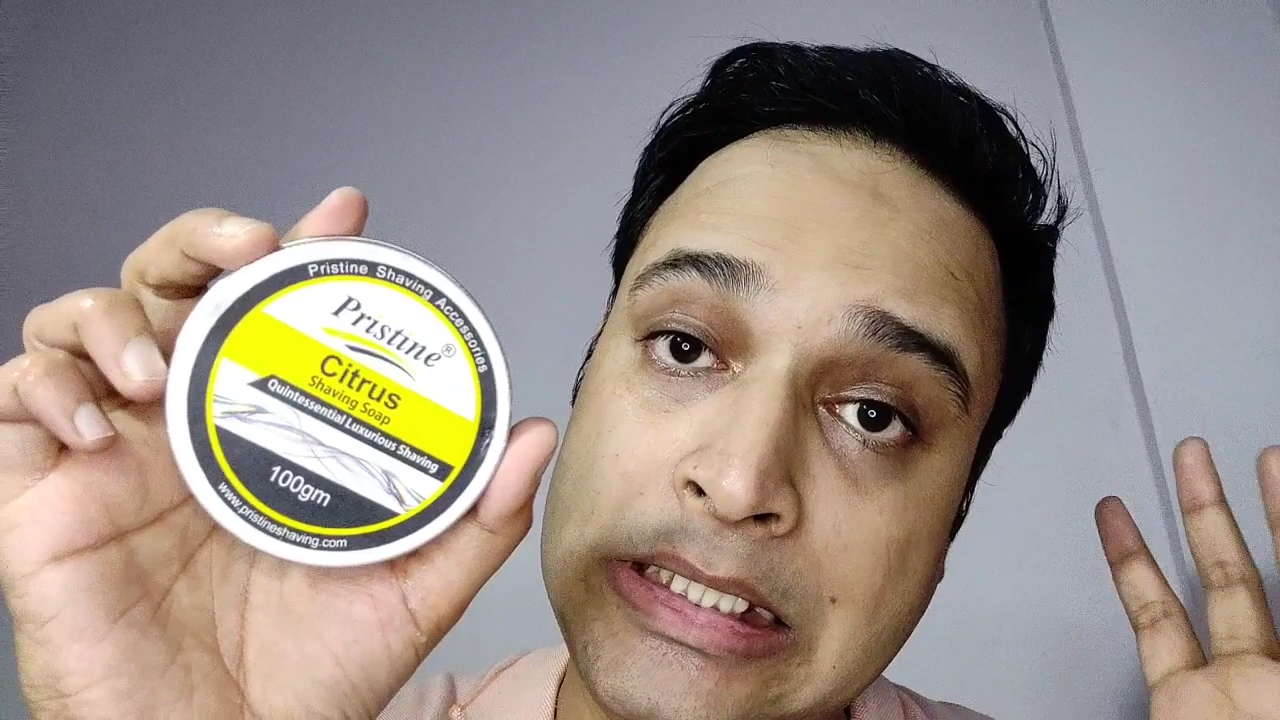 Pristine Shaving Accessories
Pristine®
Citrus
Shaving Soap
Quintessential Luxurious Shaving
100gm
www.pristineshaving.com